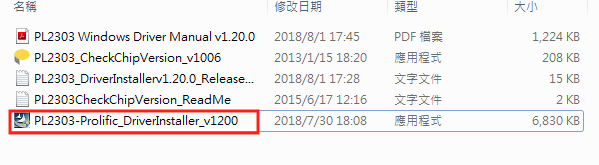 名稱 修改日期 類型 大小
PL2303 Windows Driver Manual v1.20.0 2018/8/1 17:45 PDF 檔案 1,224 KB
PL2303_CheckChipVersion_v1006 2013/1/15 18:20 應用程式 208 KB
PL2303_DriverInstallerv1.20.0_Release... 2018/8/1 17:28 文字文件 15 KB
PL2303CheckChipVersion_ReadMe 2015/6/17 12:16 文字文件 2 KB
PL2303-Prolific_DriverInstaller_v1200 2018/7/30 18:08 應用程式 6,830 KB